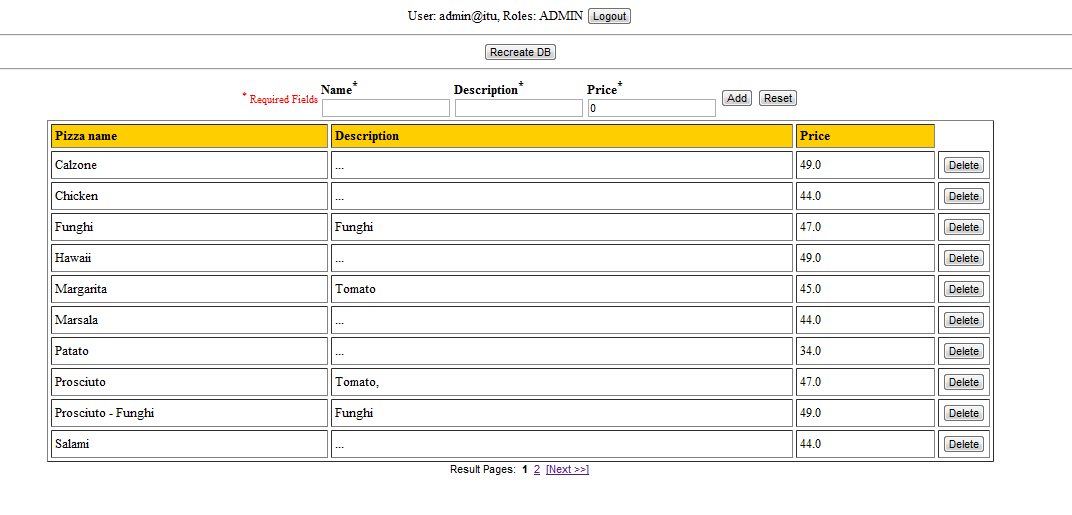 User: admin@itu, Roles: ADMIN Logout
Recreate DB
* Required Fields Name* Description* Price*
0 Add Reset
Pizza name Description Price
Calzone ... 49.0 Delete
Chicken ... 44.0 Delete
Funghi Funghi 47.0 Delete
Hawaii ... 49.0 Delete
Margarita Tomato 45.0 Delete
Marsala ... 44.0 Delete
Patato ... 34.0 Delete
Prosciuto Tomato, 47.0 Delete
Prosciuto - Funghi Funghi 49.0 Delete
Salami ... 44.0 Delete
Result Pages: 1 2 [Next >>]